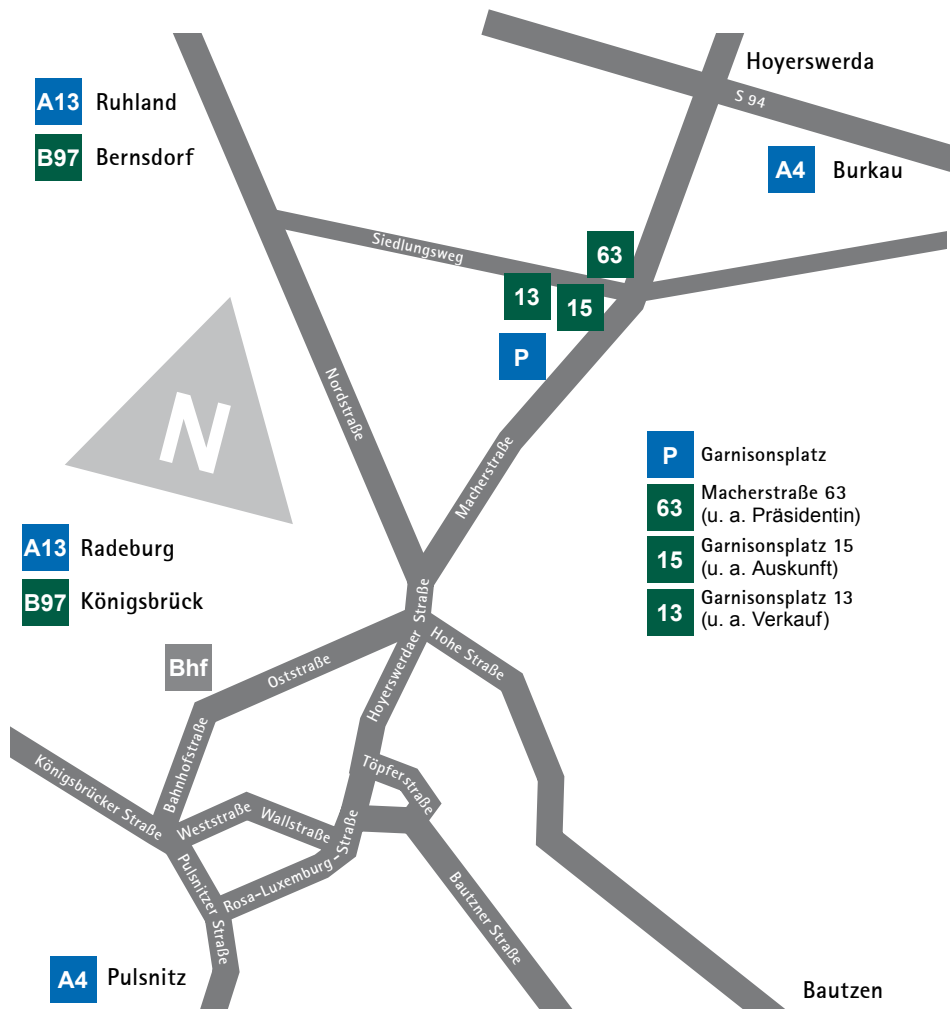 Hoyerswerda
S 94
A13 Ruhland
B97 Bernsdorf
A4 Burkau
Siedlungsweg
63
13
15
P
N
Nordstraße
Macherstraße
P Garnisonsplatz
63 Macherstraße 63
(u. a. Präsidentin)
15 Garnisonsplatz 15
(u. a. Auskunft)
13 Garnisonsplatz 13
(u. a. Verkauf)
A13 Radeburg
B97 Königsbrück
Hoyerswerdaer Straße
Hohe Straße
Oststraße
Bhf
Bahnhofstraße
Königsbrücker Straße
Töpferstraße
Weststraße
Wallstraße
Rosa-Luxemburg-Straße
Pulsnitzer Straße
Bautzner Straße
A4 Pulsnitz
Bautzen